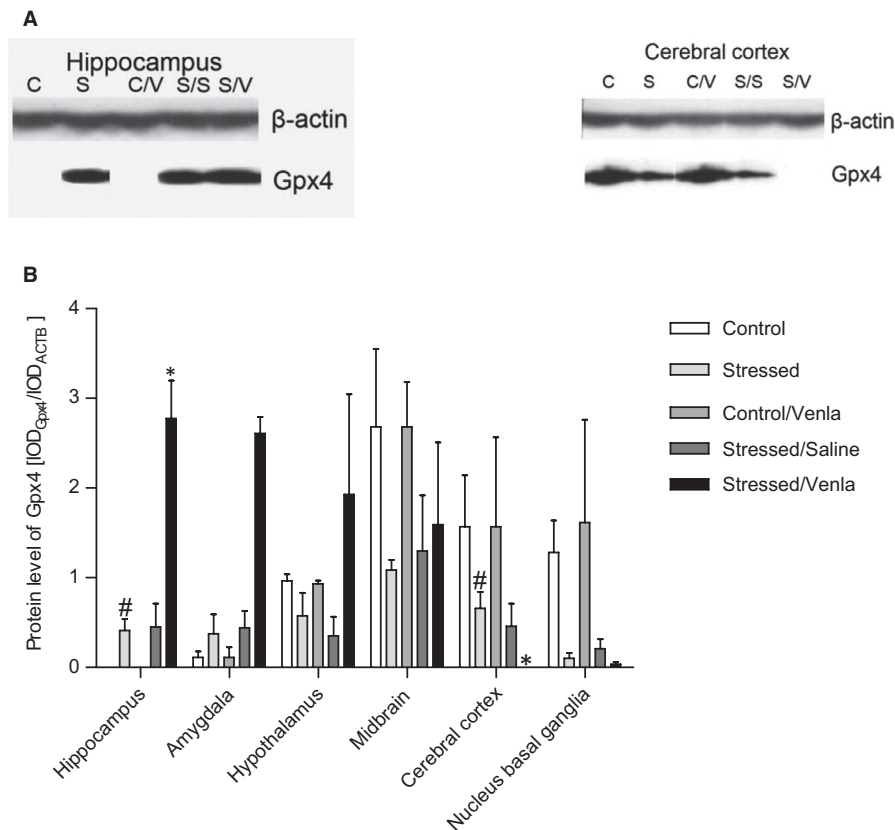 A
Hippocampus
C S C/V S/S S/V
β-actin
Gpx4
Cerebral cortex
C S C/V S/S S/V
β-actin
Gpx4
B
Protein level of Gpx4 [IODGpx4/IODACTB ]
4
3
2
1
0
#
*
#
*
Hippocampus
Amygdala
Hypothalamus
Midbrain
Cerebral cortex
Nucleus basal ganglia
Control
Stressed
Control/Venla
Stressed/Saline
Stressed/Venla